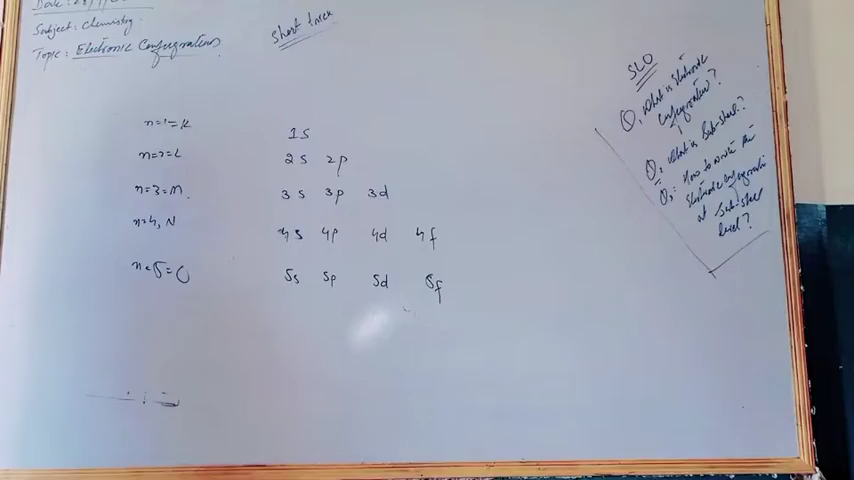 Date:
Subject: Chemistry.
Topic: Electronic Configuration
Short trick
n=1=K
1s
n=2=L
2s 2p
n=3=M.
3s 3p 3d
n=4, N
4s 4p 4d 4f
n=5=O
5s 5p 5d 5f
SLO
Q1 What is Electronic
configuration?
Q2 What is Sub-shell?
Q3: How to write the
Electronic configuration
at Sub-shell
level?